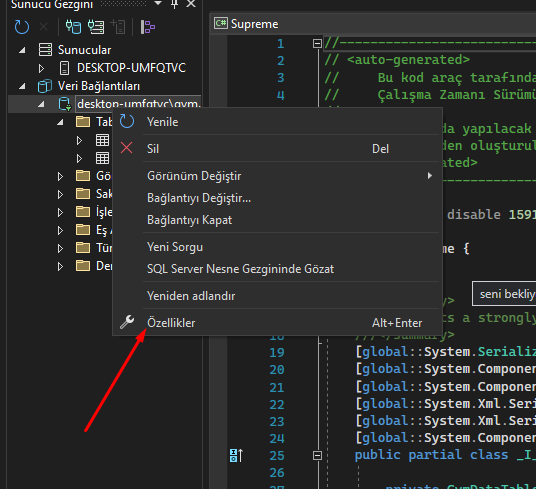 Sunucu Gezgini
Sunucular
DESKTOP-UMFQTVC
Veri Bağlantıları
desktop-umfqtvc\gym.
Tab
Gö
Sak
İşle
Eş A
Tür
Der
Yenile
Sil Del
Görünüm Değiştir
Bağlantıyı Değiştir...
Bağlantıyı Kapat
Yeni Sorgu
SQL Server Nesne Gezgininde Gözat
Yeniden adlandır
Özellikler Alt+Enter
Supreme
1 //------------------------
2 // <auto-generated>
3 // Bu kod araç tarafında
4 // Çalışma Zamanı Sürümü
da yapılacak
den oluşturul
ated>
disable 1591
me {
seni bekliy
ts a strongly
18 ///</summary>
19 [global::System.Serializ
20 [global::System.Componen
21 [global::System.Componen
22 [global::System.Xml.Seri
23 [global::System.Xml.Seri
24 [global::System.Componen
25 public partial class _I_
26
27 private GymDataTable